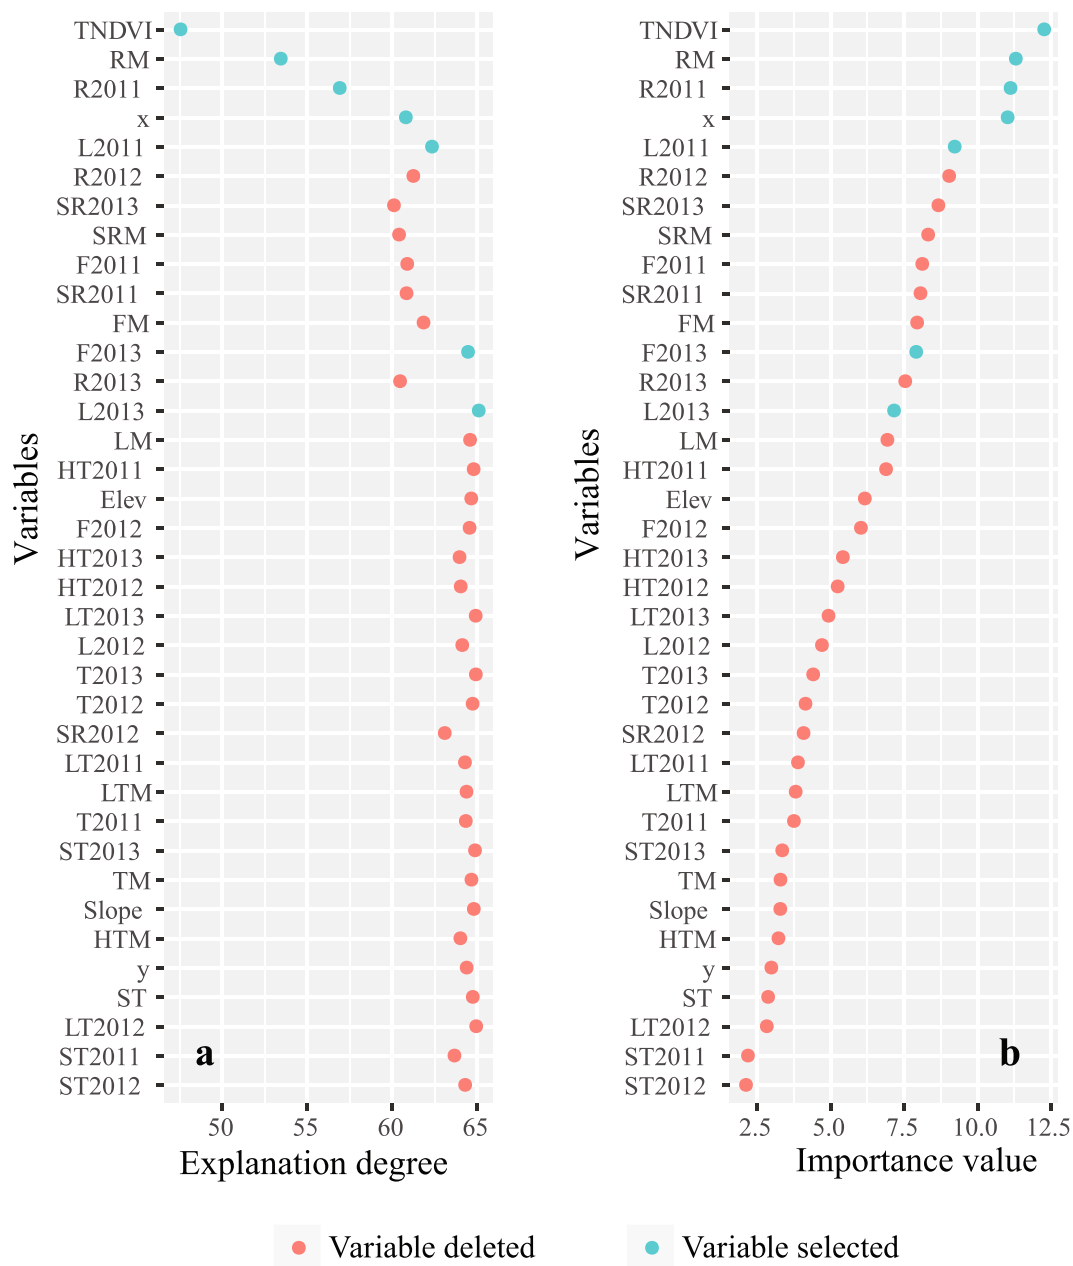 Variables
TNDVI
RM
R2011
x
L2011
R2012
SR2013
SRM
F2011
SR2011
FM
F2013
R2013
L2013
LM
HT2011
Elev
F2012
HT2013
HT2012
LT2013
L2012
T2013
T2012
SR2012
LT2011
LTM
T2011
ST2013
TM
Slope
HTM
y
ST
LT2012
ST2011
ST2012
a
50 55 60 65
Explanation degree
Variables
TNDVI
RM
R2011
x
L2011
R2012
SR2013
SRM
F2011
SR2011
FM
F2013
R2013
L2013
LM
HT2011
Elev
F2012
HT2013
HT2012
LT2013
L2012
T2013
T2012
SR2012
LT2011
LTM
T2011
ST2013
TM
Slope
HTM
y
ST
LT2012
ST2011
ST2012
b
2.5 5.0 7.5 10.0 12.5
Importance value
Variable deleted Variable selected